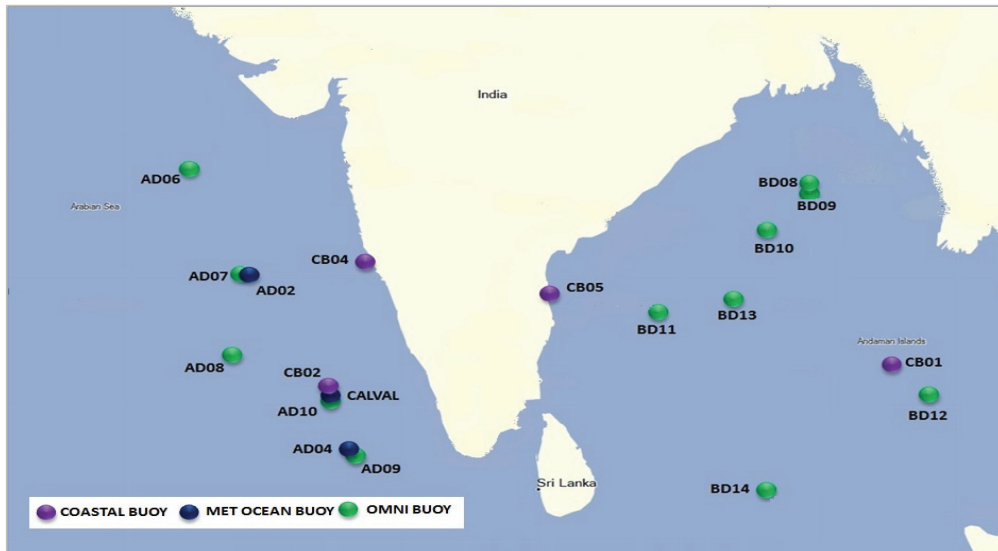 India
BD08
AD06
BD09
Arabian Sea
BD10
CB04
AD07
AD02
CB05
BD13
BD11
Andaman Islands
AD08
CB01
CB02
CALVAL
AD10
BD12
AD04
AD09
Sri Lanka
BD14
COASTAL BUOY MET OCEAN BUOY OMNI BUOY